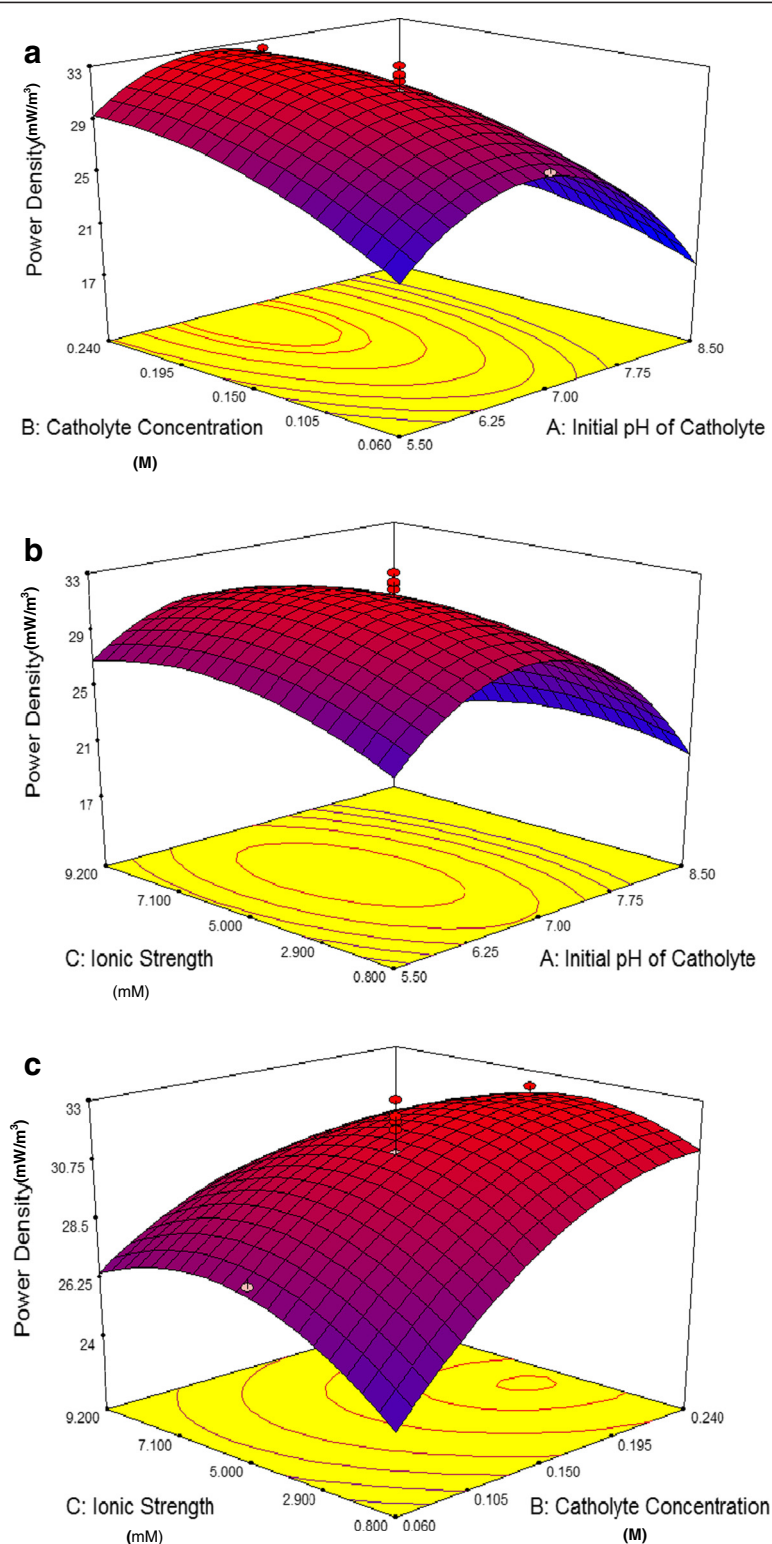 a
33
29
25
21
17
Power Density(mW/m³)
0.240
0.195
0.150
0.105
0.060
5.50
6.25
7.00
7.75
8.50
B: Catholyte Concentration
(M)
A: Initial pH of Catholyte
b
33
29
25
21
17
Power Density(mW/m³)
9.200
7.100
5.000
2.900
0.800
5.50
6.25
7.00
7.75
8.50
C: Ionic Strength
(mM)
A: Initial pH of Catholyte
c
33
30.75
28.5
26.25
24
Power Density(mW/m³)
9.200
7.100
5.000
2.900
0.800
0.060
0.105
0.150
0.195
0.240
C: Ionic Strength
(mM)
B: Catholyte Concentration
(M)